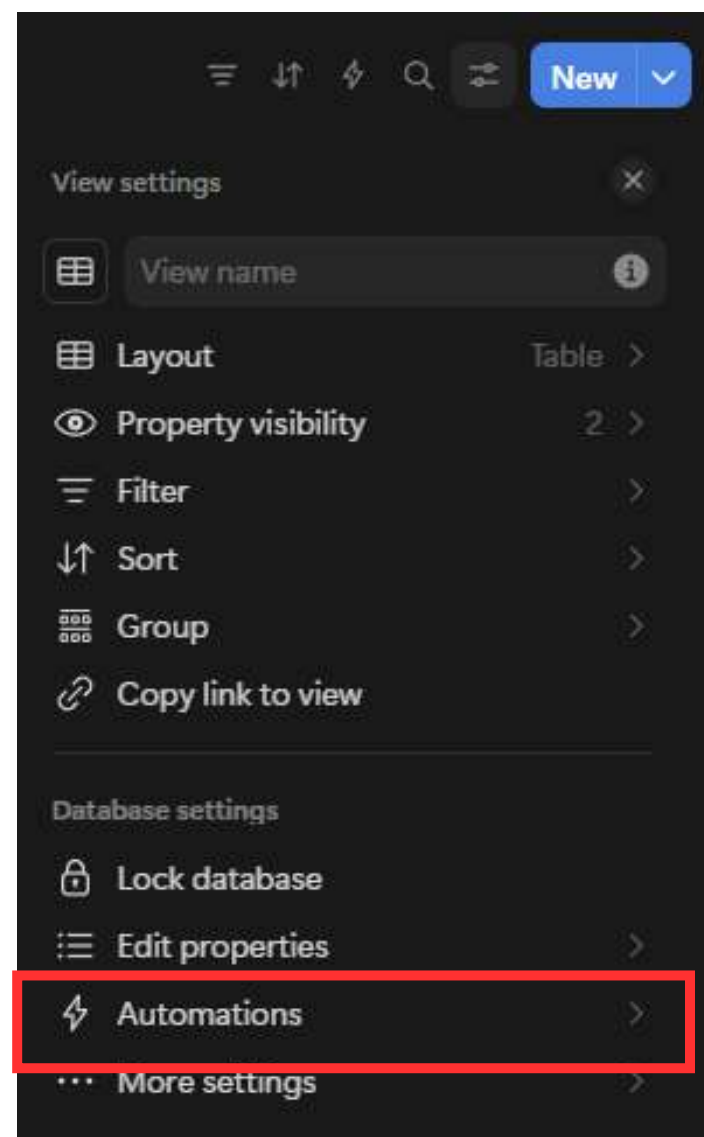 New
View settings
View name
Layout Table
Property visibility 2
Filter
Sort
Group
Copy link to view
Database settings
Lock database
Edit properties
Automations
More settings